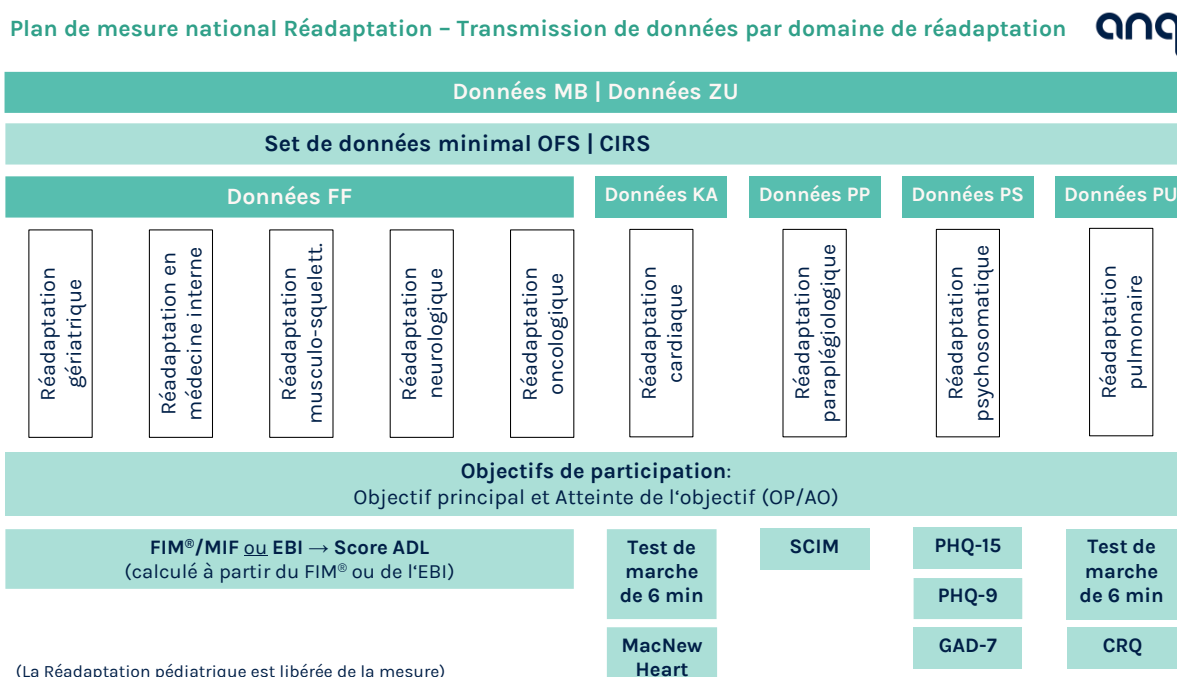 Plan de mesure national Réadaptation – Transmission de données par domaine de réadaptation
anq
Données MB | Données ZU
Set de données minimal OFS | CIRS
Données FF
Données KA
Données PP
Données PS
Données PU
Réadaptation
gériatrique
Réadaptation en
médecine interne
Réadaptation
musculo-squelett.
Réadaptation
neurologique
Réadaptation
oncologique
Réadaptation
cardiaque
Réadaptation
paraplégiologique
Réadaptation
psychosomatique
Réadaptation
pulmonaire
Objectifs de participation:
Objectif principal et Atteinte de l‘objectif (OP/AO)
FIM®/MIF ou EBI → Score ADL
(calculé à partir du FIM® ou de l‘EBI)
Test de
marche
de 6 min
MacNew
Heart
SCIM
PHQ-15
PHQ-9
GAD-7
Test de
marche
de 6 min
CRQ
(La Réadaptation pédiatrique est libérée de la mesure)